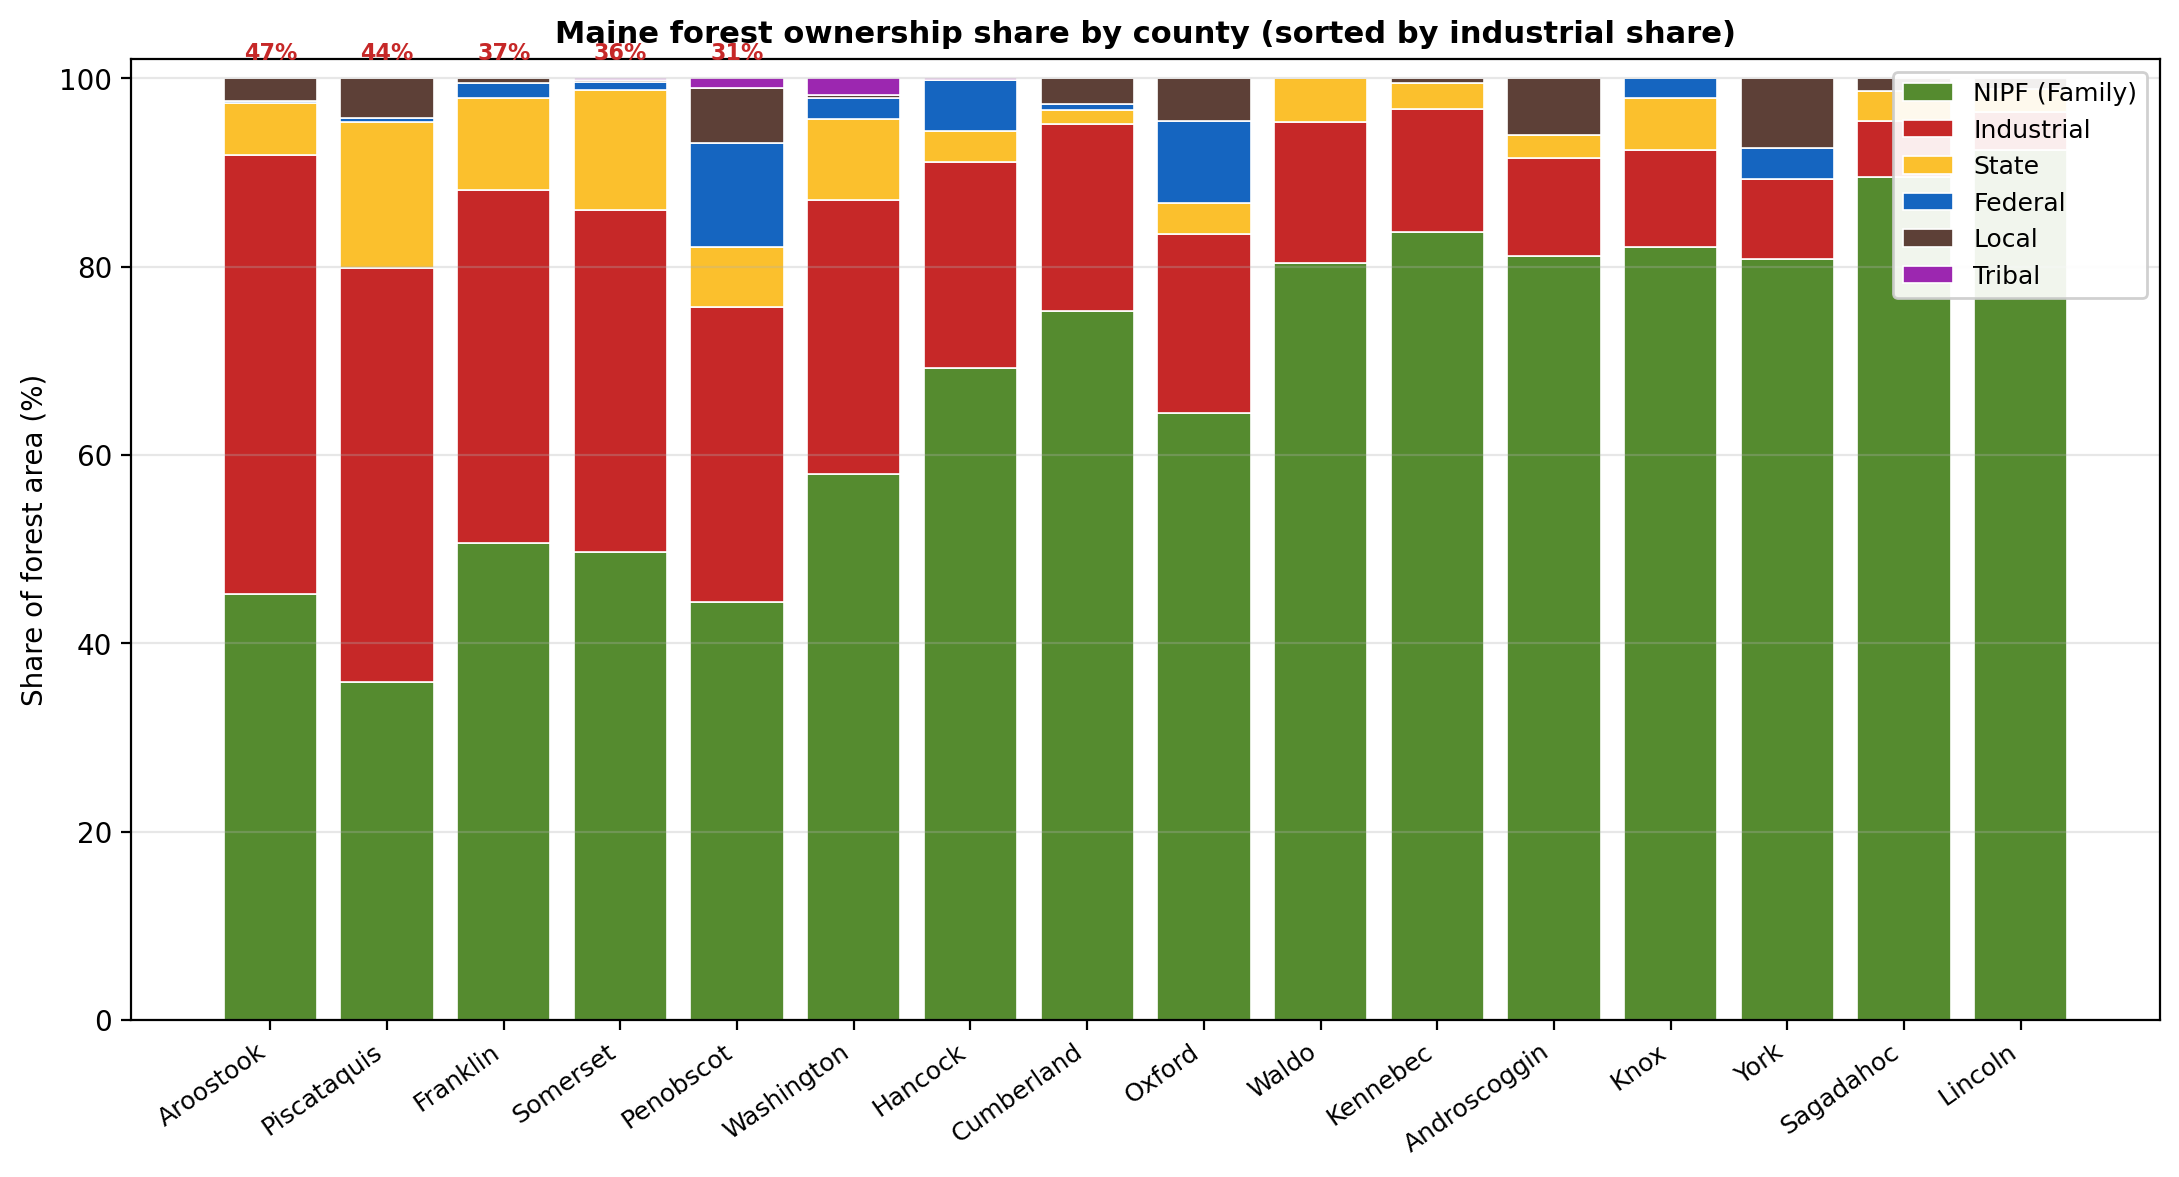 Maine forest ownership share by county (sorted by industrial share)
47% 44% 37% 36% 31%
NIPF (Family)
Industrial
State
Federal
Local
Tribal
Share of forest area (%)
100
80
60
40
20
0
Aroostook
Piscataquis
Franklin
Somerset
Penobscot
Washington
Hancock
Cumberland
Oxford
Waldo
Kennebec
Androscoggin
Knox
York
Sagadahoc
Lincoln